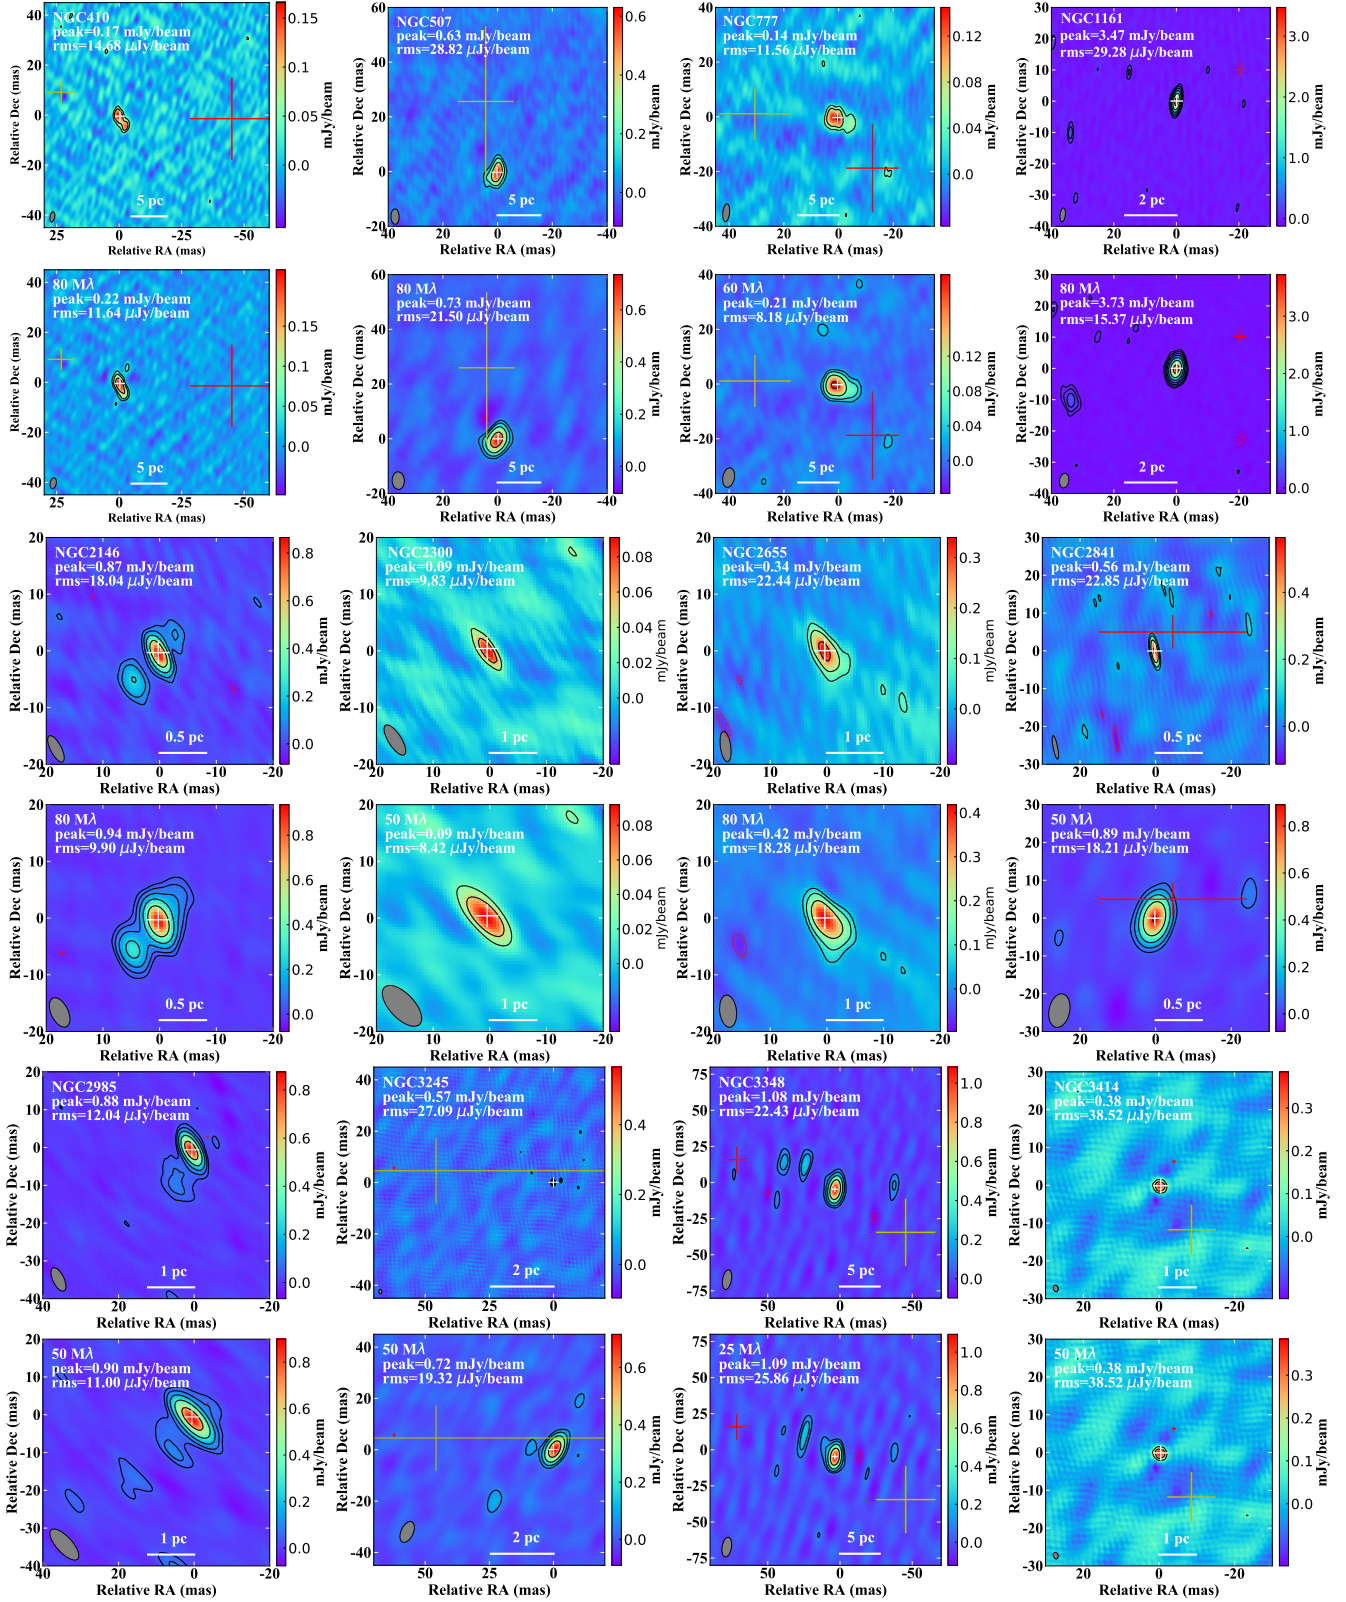 NGC410
peak=0.17 mJy/beam
rms=14.68 μJy/beam
5 pc
Relative RA (mas)
Relative Dec (mas)
mJy/beam
NGC507
peak=0.63 mJy/beam
rms=28.82 μJy/beam
5 pc
Relative RA (mas)
Relative Dec (mas)
mJy/beam
NGC777
peak=0.14 mJy/beam
rms=11.56 μJy/beam
5 pc
Relative RA (mas)
Relative Dec (mas)
mJy/beam
NGC1161
peak=3.47 mJy/beam
rms=29.28 μJy/beam
2 pc
Relative RA (mas)
Relative Dec (mas)
mJy/beam
80 Mλ
peak=0.22 mJy/beam
rms=11.64 μJy/beam
5 pc
Relative RA (mas)
Relative Dec (mas)
mJy/beam
80 Mλ
peak=0.73 mJy/beam
rms=21.50 μJy/beam
5 pc
Relative RA (mas)
Relative Dec (mas)
mJy/beam
60 Mλ
peak=0.21 mJy/beam
rms=8.18 μJy/beam
5 pc
Relative RA (mas)
Relative Dec (mas)
mJy/beam
80 Mλ
peak=3.73 mJy/beam
rms=15.37 μJy/beam
2 pc
Relative RA (mas)
Relative Dec (mas)
mJy/beam
NGC2146
peak=0.87 mJy/beam
rms=18.04 μJy/beam
0.5 pc
Relative RA (mas)
Relative Dec (mas)
mJy/beam
NGC2300
peak=0.09 mJy/beam
rms=9.83 μJy/beam
1 pc
Relative RA (mas)
Relative Dec (mas)
mJy/beam
NGC2655
peak=0.34 mJy/beam
rms=22.44 μJy/beam
1 pc
Relative RA (mas)
Relative Dec (mas)
mJy/beam
NGC2841
peak=0.56 mJy/beam
rms=22.85 μJy/beam
0.5 pc
Relative RA (mas)
Relative Dec (mas)
mJy/beam
80 Mλ
peak=0.94 mJy/beam
rms=9.90 μJy/beam
0.5 pc
Relative RA (mas)
Relative Dec (mas)
mJy/beam
50 Mλ
peak=0.09 mJy/beam
rms=8.42 μJy/beam
1 pc
Relative RA (mas)
Relative Dec (mas)
mJy/beam
80 Mλ
peak=0.42 mJy/beam
rms=18.28 μJy/beam
1 pc
Relative RA (mas)
Relative Dec (mas)
mJy/beam
50 Mλ
peak=0.89 mJy/beam
rms=18.21 μJy/beam
0.5 pc
Relative RA (mas)
Relative Dec (mas)
mJy/beam
NGC2985
peak=0.88 mJy/beam
rms=12.04 μJy/beam
1 pc
Relative RA (mas)
Relative Dec (mas)
mJy/beam
NGC3245
peak=0.57 mJy/beam
rms=27.09 μJy/beam
2 pc
Relative RA (mas)
Relative Dec (mas)
mJy/beam
NGC3348
peak=1.08 mJy/beam
rms=22.43 μJy/beam
5 pc
Relative RA (mas)
Relative Dec (mas)
mJy/beam
NGC3414
peak=0.38 mJy/beam
rms=38.52 μJy/beam
1 pc
Relative RA (mas)
Relative Dec (mas)
mJy/beam
50 Mλ
peak=0.90 mJy/beam
rms=11.00 μJy/beam
1 pc
Relative RA (mas)
Relative Dec (mas)
mJy/beam
50 Mλ
peak=0.72 mJy/beam
rms=19.32 μJy/beam
2 pc
Relative RA (mas)
Relative Dec (mas)
mJy/beam
25 Mλ
peak=1.09 mJy/beam
rms=25.86 μJy/beam
5 pc
Relative RA (mas)
Relative Dec (mas)
mJy/beam
50 Mλ
peak=0.38 mJy/beam
rms=38.52 μJy/beam
1 pc
Relative RA (mas)
Relative Dec (mas)
mJy/beam